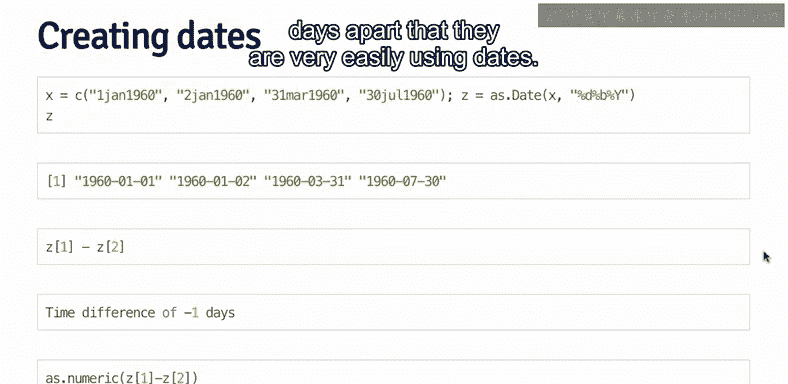 Creating dates
days apart that they
are very easily using dates.
x = c("1jan1960", "2jan1960", "31mar1960", "30jul1960"); z = as.Date(x, "%d%b%Y")
z
[1] "1960-01-01" "1960-01-02" "1960-03-31" "1960-07-30"
z[1] - z[2]
Time difference of -1 days
as.numeric(z[1]-z[2])